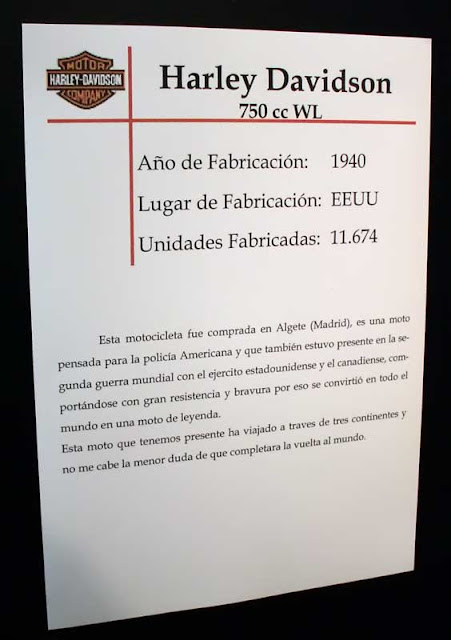 MOTOR
HARLEY-DAVIDSON
COMPANY
Harley Davidson
750 cc WL
Año de Fabricación: 1940
Lugar de Fabricación: EEUU
Unidades Fabricadas: 11.674
Esta motocicleta fue comprada en Algete (Madrid), es una moto
pensada para la policía Americana y que también estuvo presente en la se-
gunda guerra mundial con el ejercito estadounidense y el canadiense, com-
portándose con gran resistencia y bravura por eso se convirtió en todo el
mundo en una moto de leyenda.
Esta moto que tenemos presente ha viajado a traves de tres continentes y
no me cabe la menor duda de que completara la vuelta al mundo.